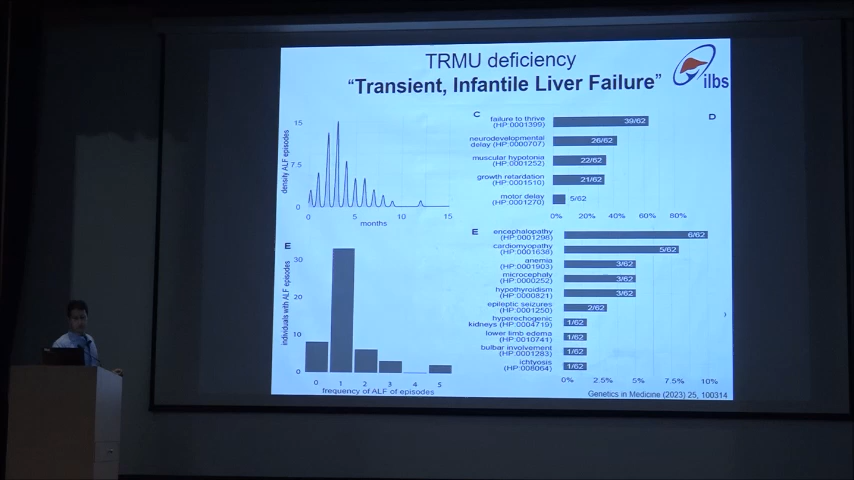 TRMU deficiency
"Transient, Infantile Liver Failure"
ilbs
density ALF episodes
15
7.5
0
0
5
10
15
months
E
individuals with ALF episodes
30
20
10
0
0
1
2
3
4
5
frequency of ALF of episodes
C
D
failure to thrive
(HP:0001399)
39/62
neurodevelopmental
delay (HP:0000707)
26/62
muscular hypotonia
(HP:0001252)
22/62
growth retardation
(HP:0001510)
21/62
motor delay
(HP:0001270)
5/62
0% 20% 40% 60% 80%
E
encephalopathy
(HP:0001298)
6/62
cardiomyopathy
(HP:0001638)
5/62
anemia
(HP:0001903)
3/62
microcephaly
(HP:0000252)
3/62
hypothyroidism
(HP:0000821)
3/62
epileptic seizures
(HP:0001250)
2/62
hyperechogenic
kidneys (HP:0004719)
1/62
lower limb edema
(HP:0010741)
1/62
bulbar involvement
(HP:0001283)
1/62
ichtyosis
(HP:008064)
1/62
0% 2.5% 5% 7.5% 10%
Genetics in Medicine (2023) 25, 100314